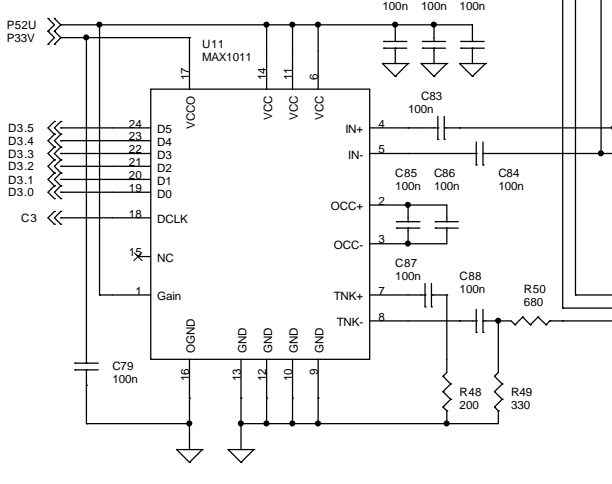 100n 100n 100n
P52U
P33V
U11
MAX1011
17
14
11
6
VCCO
VCC
VCC
VCC
C83
100n
D3.5 24 D5
D3.4 23 D4
D3.3 22 D3
D3.2 21 D2
D3.1 20 D1
D3.0 19 D0
IN+ 4
IN- 5
C84
100n
C85 C86
100n 100n
C3 18 DCLK
OCC+ 2
OCC- 3
15 NC
C87
100n
C88
100n
1 Gain
TNK+ 7
TNK- 8
R50
680
OGND
GND
GND
GND
GND
C79
100n
16
13
12
10
9
R48
200
R49
330